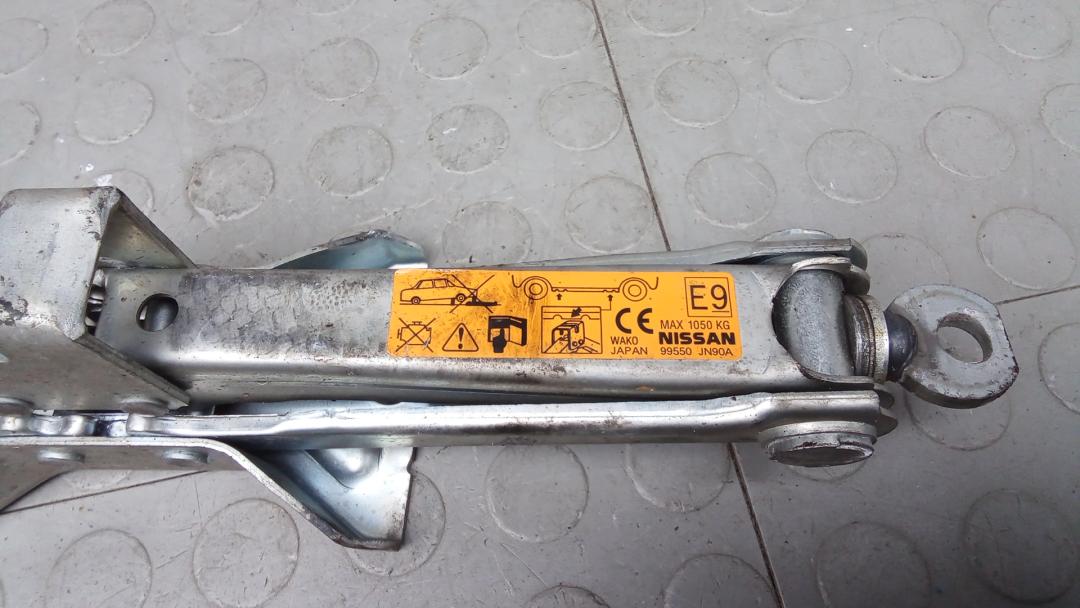 E9
MAX 1050 KG
CE
WAKO
JAPAN
NISSAN
99550 JN90A